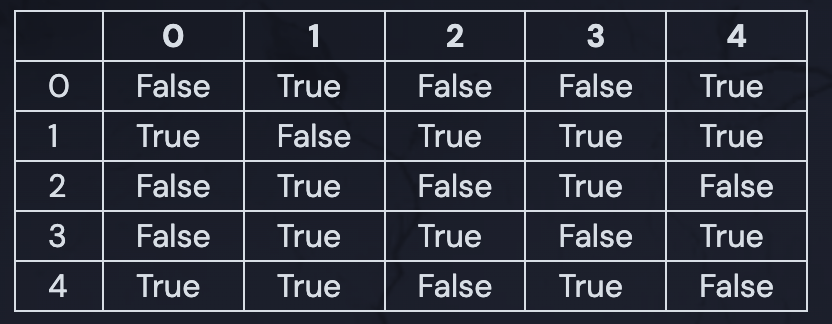 0 1 2 3 4
0 False True False False True
1 True False True True True
2 False True False True False
3 False True True False True
4 True True False True False